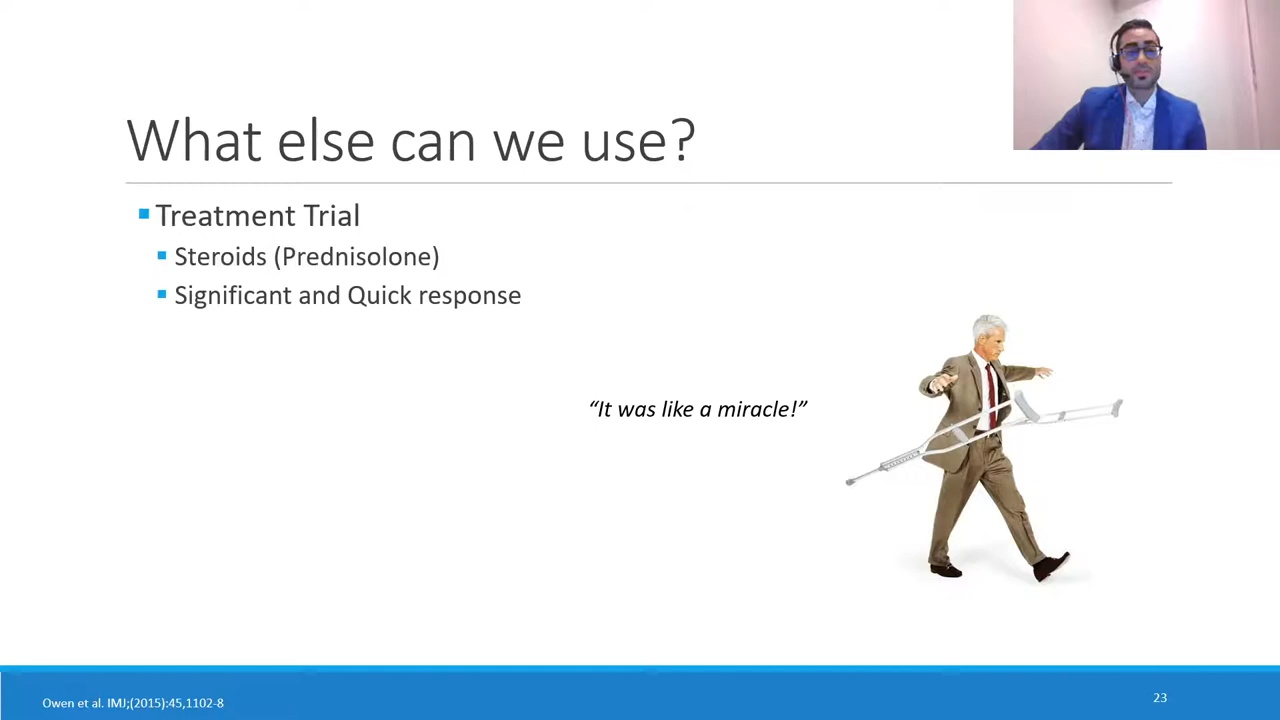 What else can we use?
Treatment Trial
Steroids (Prednisolone)
Significant and Quick response
“It was like a miracle!”
Owen et al. IMJ;(2015):45,1102-8
23